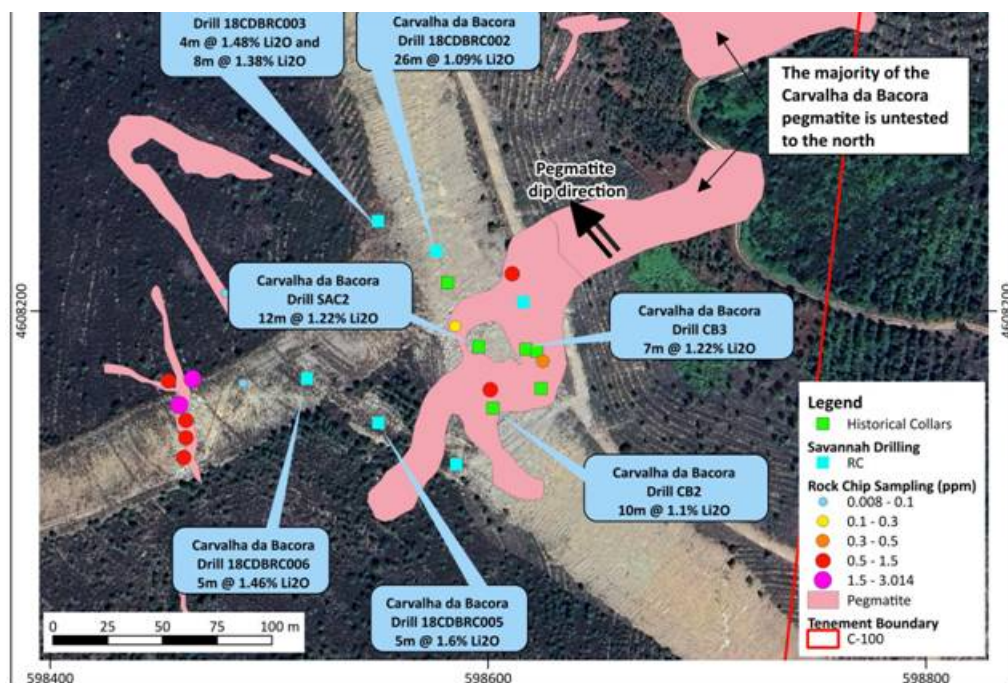 Drill 18CDBRC003
4m @ 1.48% Li2O and
8m @ 1.38% Li2O
Carvalha da Bacora
Drill 18CDBRC002
26m @ 1.09% Li2O
The majority of the
Carvalha da Bacora
pegmatite is untested
to the north
Pegmatite
dip direction
Carvalha da Bacora
Drill SAC2
12m @ 1.22% Li2O
Carvalha da Bacora
Drill CB3
7m @ 1.22% Li2O
4608200
4608200
Carvalha da Bacora
Drill CB2
10m @ 1.1% Li2O
Carvalha da Bacora
Drill 18CDBRC006
5m @ 1.46% Li2O
Carvalha da Bacora
Drill 18CDBRC005
5m @ 1.6% Li2O
Legend
Historical Collars
Savannah Drilling
RC
Rock Chip Sampling (ppm)
0.008 - 0.1
0.1 - 0.3
0.3 - 0.5
0.5 - 1.5
1.5 - 3.014
Pegmatite
Tenement Boundary
C-100
0 25 50 75 100 m
598400 598600 598800